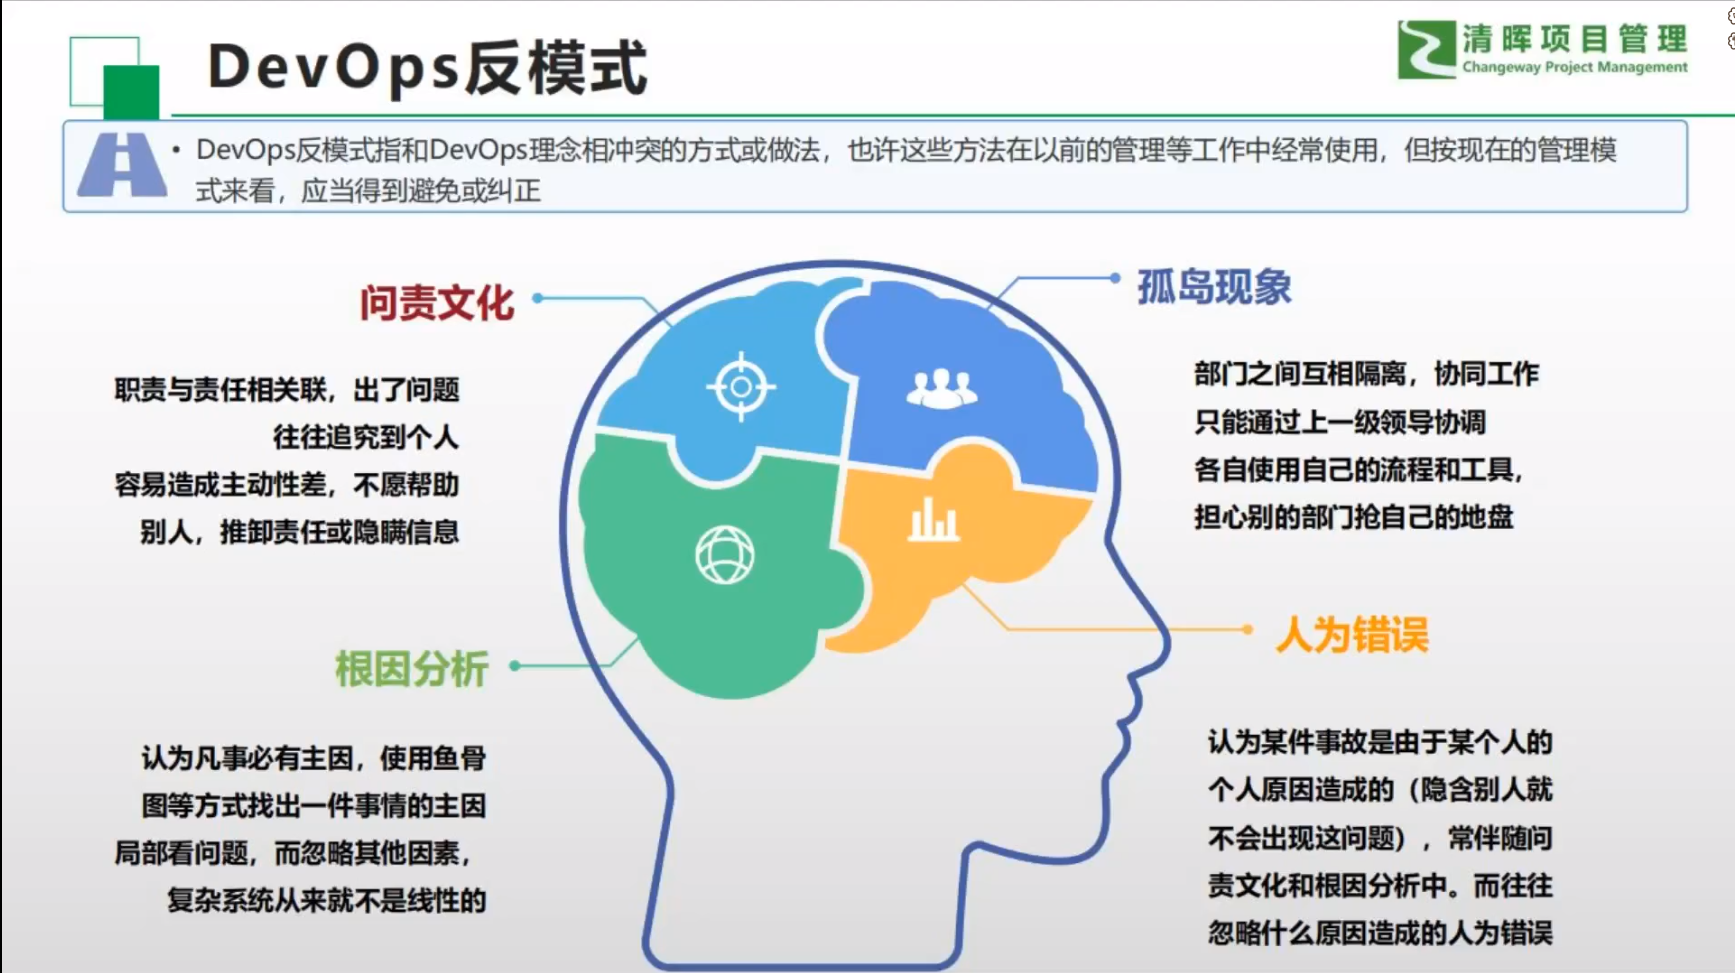 DevOps反模式
清晖项目管理
Changeway Project Management
• DevOps反模式指和DevOps理念相冲突的方式或做法，也许这些方法在以前的管理等工作中经常使用，但按现在的管理模
式来看，应当得到避免或纠正
问责文化
职责与责任相关联，出了问题
往往追究到个人
容易造成主动性差，不愿帮助
别人，推卸责任或隐瞒信息
孤岛现象
部门之间互相隔离，协同工作
只能通过上一级领导协调
各自使用自己的流程和工具，
担心别的部门抢自己的地盘
根因分析
认为凡事必有主因，使用鱼骨
图等方式找出一件事情的主因
局部看问题，而忽略其他因素，
复杂系统从来就不是线性的
人为错误
认为某件事故是由于某个人的
个人原因造成的（隐含别人就
不会出现这问题），常伴随问
责文化和根因分析中。而往往
忽略什么原因造成的人为错误